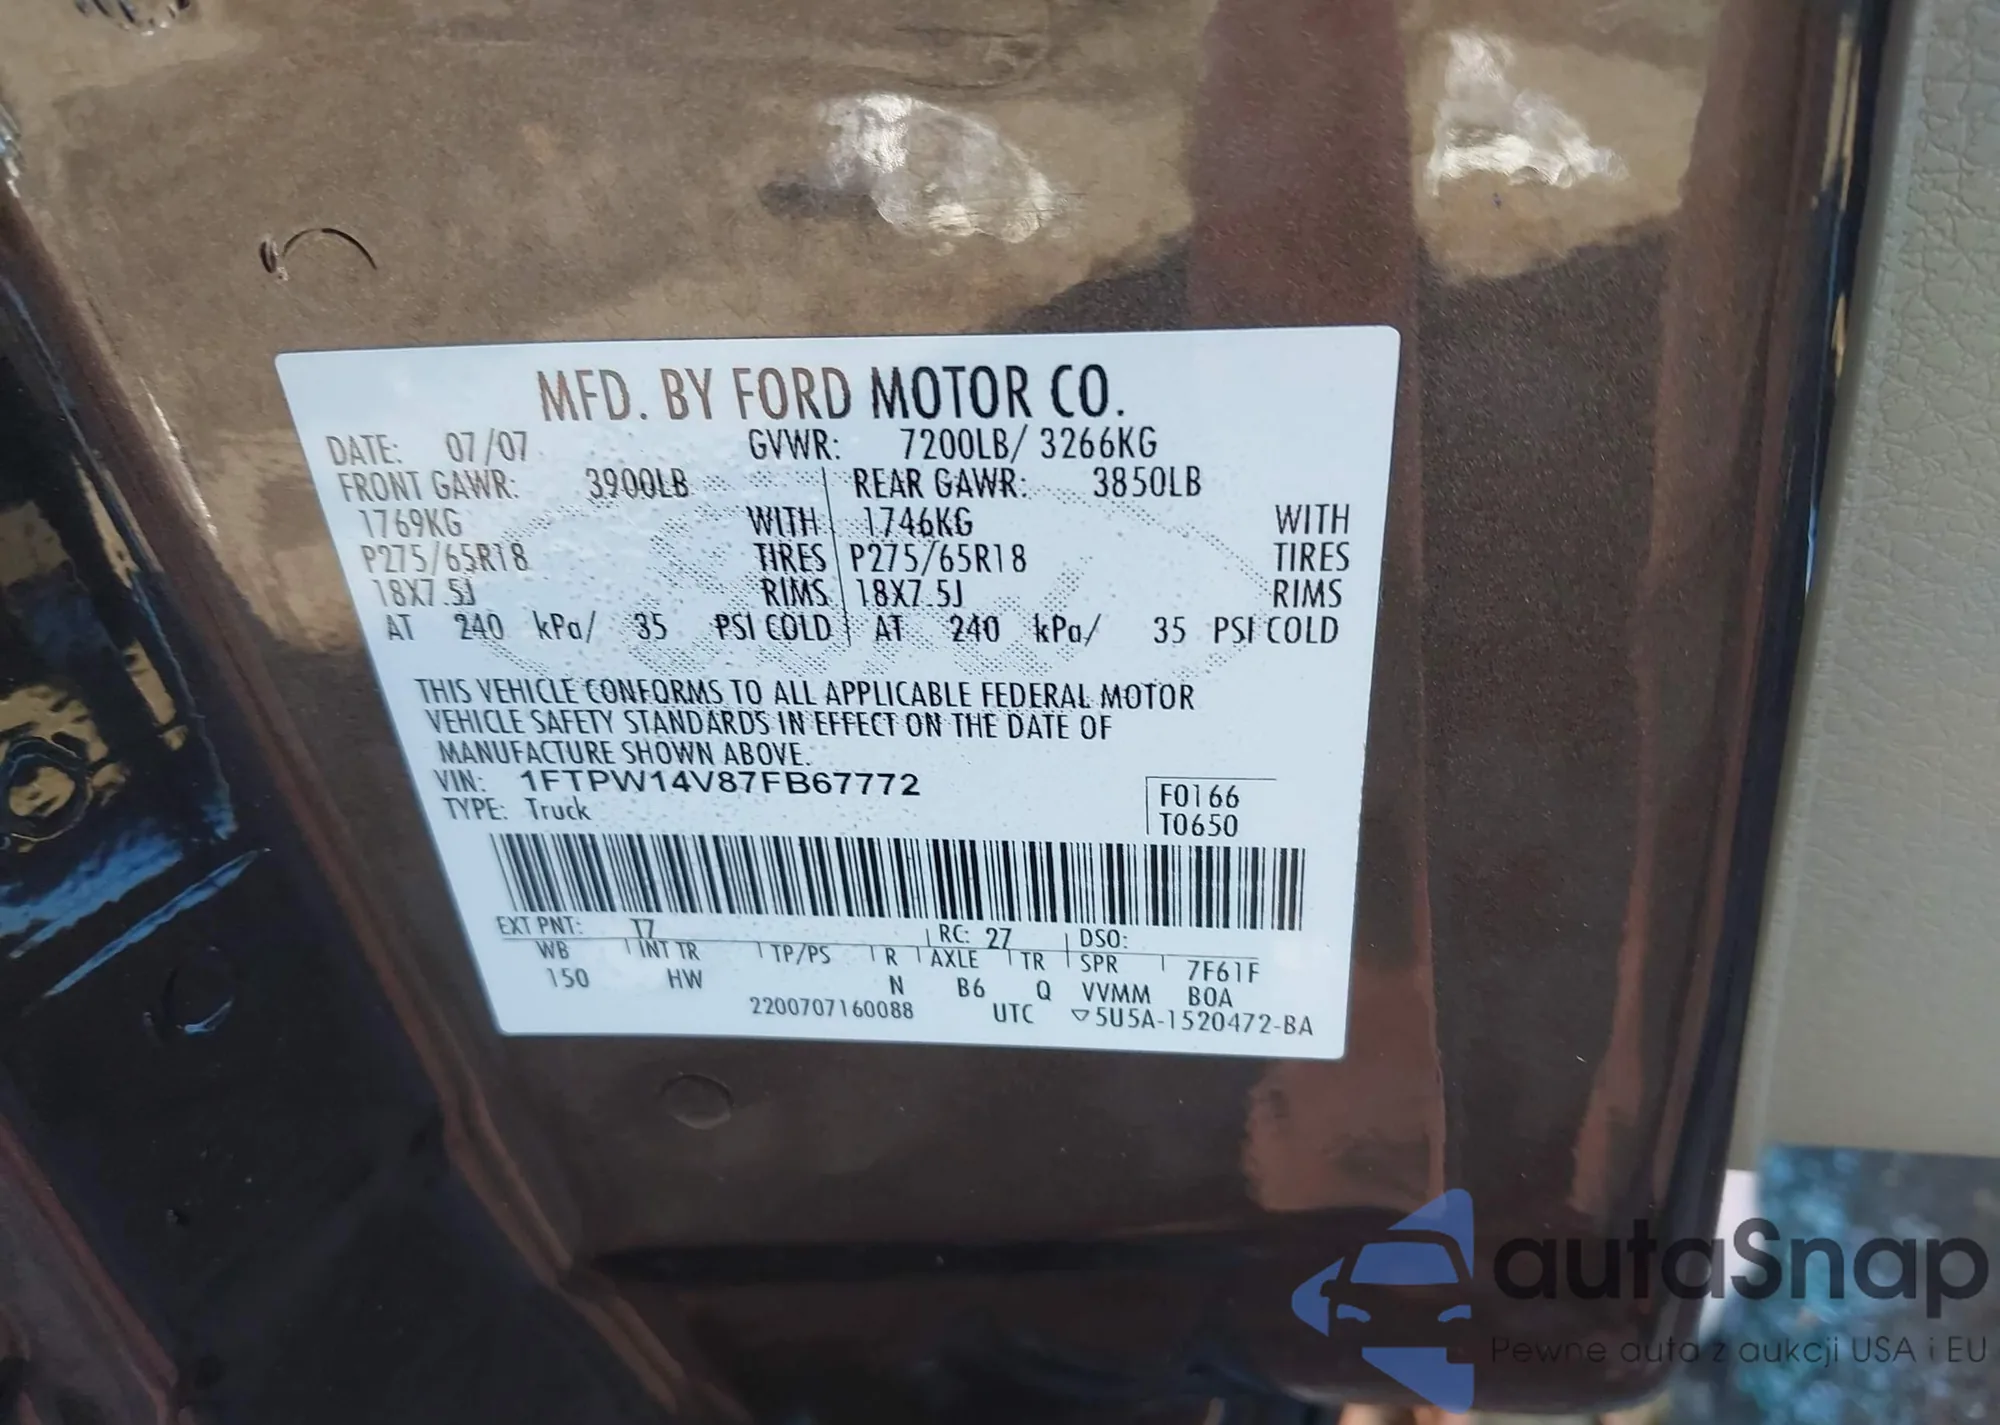 MFD. BY FORD MOTOR CO.
DATE: 07/07 GVWR: 7200LB/ 3266KG
FRONT GAWR: 3900LB REAR GAWR: 3850LB
1769KG WITH 1746KG WITH
P275/65R18 TIRES P275/65R18 TIRES
18X7.5J RIMS 18X7.5J RIMS
AT 240 kPa/ 35 PSI COLD AT 240 kPa/ 35 PSI COLD
THIS VEHICLE CONFORMS TO ALL APPLICABLE FEDERAL MOTOR
VEHICLE SAFETY STANDARDS IN EFFECT ON THE DATE OF
MANUFACTURE SHOWN ABOVE.
VIN: 1FTPW14V87FB67772
TYPE: Truck
F0166
T0650
EXT PNT: T7 RC: 27 DSO:
WB INT TR TP/PS R AXLE TR SPR 7F61F
150 HW N B6 Q VVMM B0A
2200707160088 UTC ▽5U5A-1520472-BA
autaSnap
Pewne auta z aukcji USA i EU